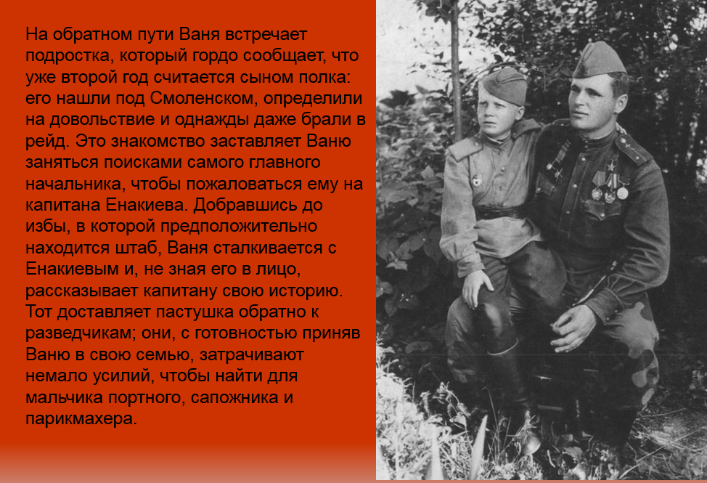 На обратном пути Ваня встречает
подростка, который гордо сообщает, что
уже второй год считается сыном полка:
его нашли под Смоленском, определили
на довольствие и однажды даже брали в
рейд. Это знакомство заставляет Ваню
заняться поисками самого главного
начальника, чтобы пожаловаться ему на
капитана Енакиева. Добравшись до
избы, в которой предположительно
находится штаб, Ваня сталкивается с
Енакиевым и, не зная его в лицо,
рассказывает капитану свою историю.
Тот доставляет пастушка обратно к
разведчикам; они, с готовностью приняв
Ваню в свою семью, затрачивают
немало усилий, чтобы найти для
мальчика портного, сапожника и
парикмахера.